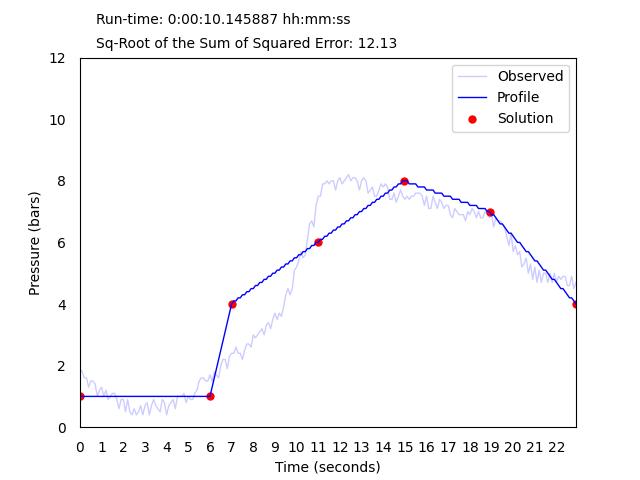 Run-time: 0:00:10.145887 hh:mm:ss
Sq-Root of the Sum of Squared Error: 12.13
12
10
8
6
4
2
0
Pressure (bars)
Observed
Profile
Solution
0 1 2 3 4 5 6 7 8 9 10 11 12 13 14 15 16 17 18 19 20 21 22
Time (seconds)